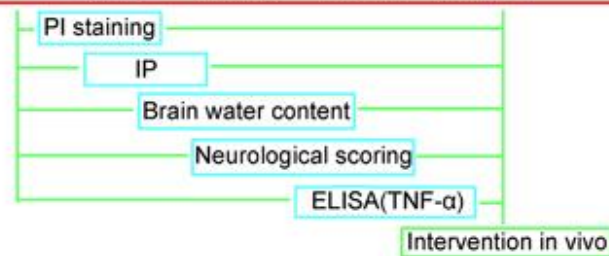 PI staining
IP
Brain water content
Neurological scoring
ELISA(TNF-α)
Intervention in vivo